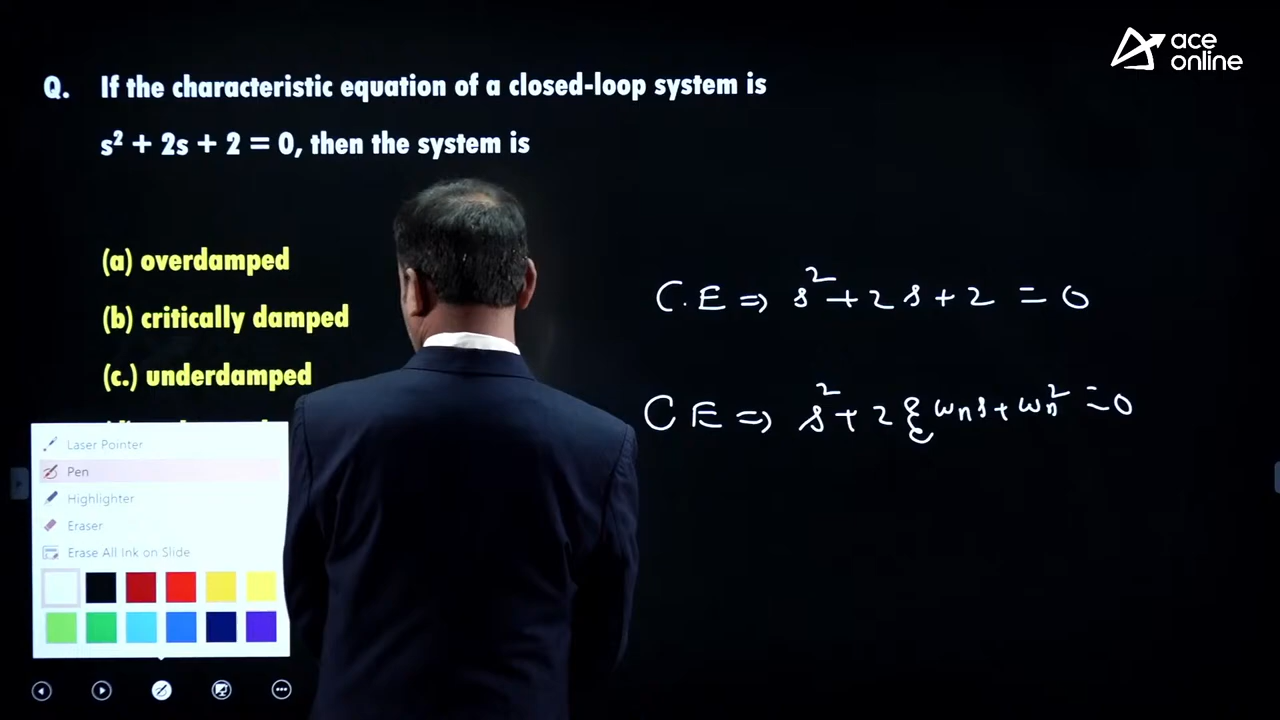 ace
online
Q. If the characteristic equation of a closed-loop system is
s² + 2s + 2 = 0, then the system is
(a) overdamped
(b) critically damped
(c.) underdamped
C.E ⇒ s² + 2s + 2 = 0
CE ⇒ s² + 2ξωns + ωn² = 0
Laser Pointer
Pen
Highlighter
Eraser
Erase All Ink on Slide